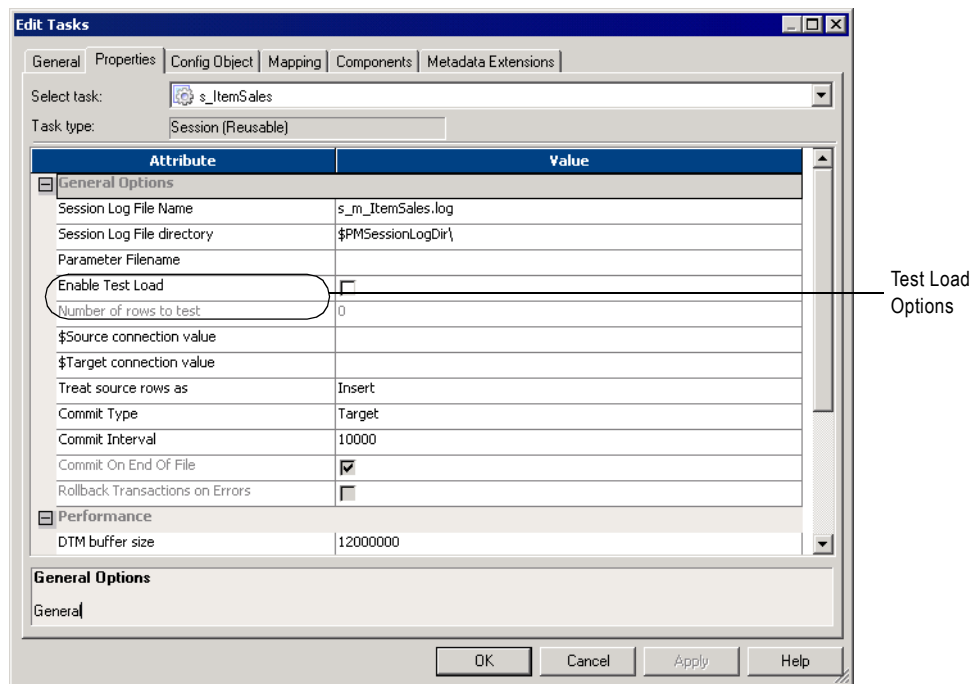 Edit Tasks
General Properties Config Object Mapping Components Metadata Extensions
Select task: s_ItemSales
Task type: Session (Reusable)
Attribute Value
General Options
Session Log File Name s_m_ItemSales.log
Session Log File directory $PMSessionLogDir\
Parameter Filename
Enable Test Load
Number of rows to test 0
$Source connection value
$Target connection value
Treat source rows as Insert
Commit Type Target
Commit Interval 10000
Commit On End Of File
Rollback Transactions on Errors
Performance
DTM buffer size 12000000
General Options
General
OK Cancel Apply Help
Test Load
Options